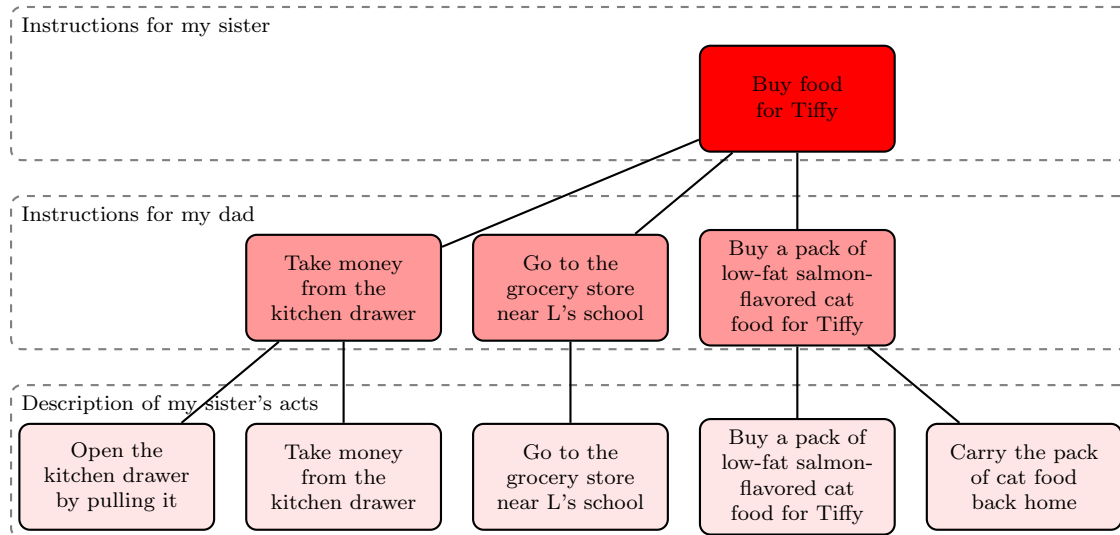 Instructions for my sister
Buy food
for Tiffy
Instructions for my dad
Take money
from the
kitchen drawer
Go to the
grocery store
near L's school
Buy a pack of
low-fat salmon-
flavored cat
food for Tiffy
Description of my sister's acts
Open the
kitchen drawer
by pulling it
Take money
from the
kitchen drawer
Go to the
grocery store
near L's school
Buy a pack of
low-fat salmon-
flavored cat
food for Tiffy
Carry the pack
of cat food
back home